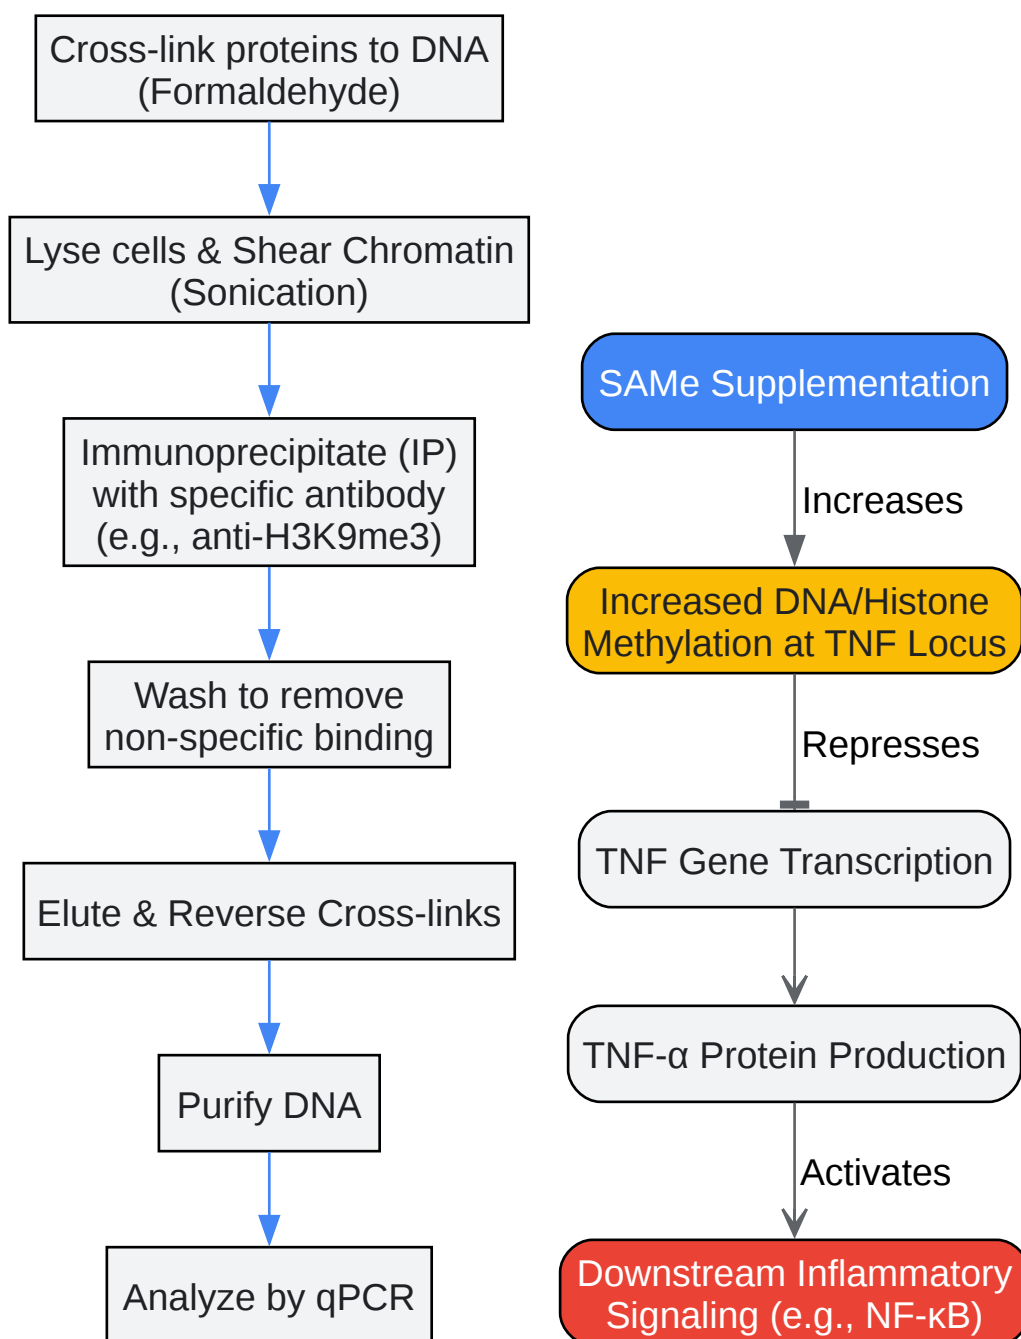 Cross-link proteins to DNA
(Formaldehyde)
Lyse cells & Shear Chromatin
(Sonication)
Immunoprecipitate (IP)
with specific antibody
(e.g., anti-H3K9me3)
Wash to remove
non-specific binding
Elute & Reverse Cross-links
Purify DNA
Analyze by qPCR
SAMe Supplementation
Increases
Increased DNA/Histone
Methylation at TNF Locus
Represses
TNF Gene Transcription
TNF-α Protein Production
Activates
Downstream Inflammatory
Signaling (e.g., NF-κB)